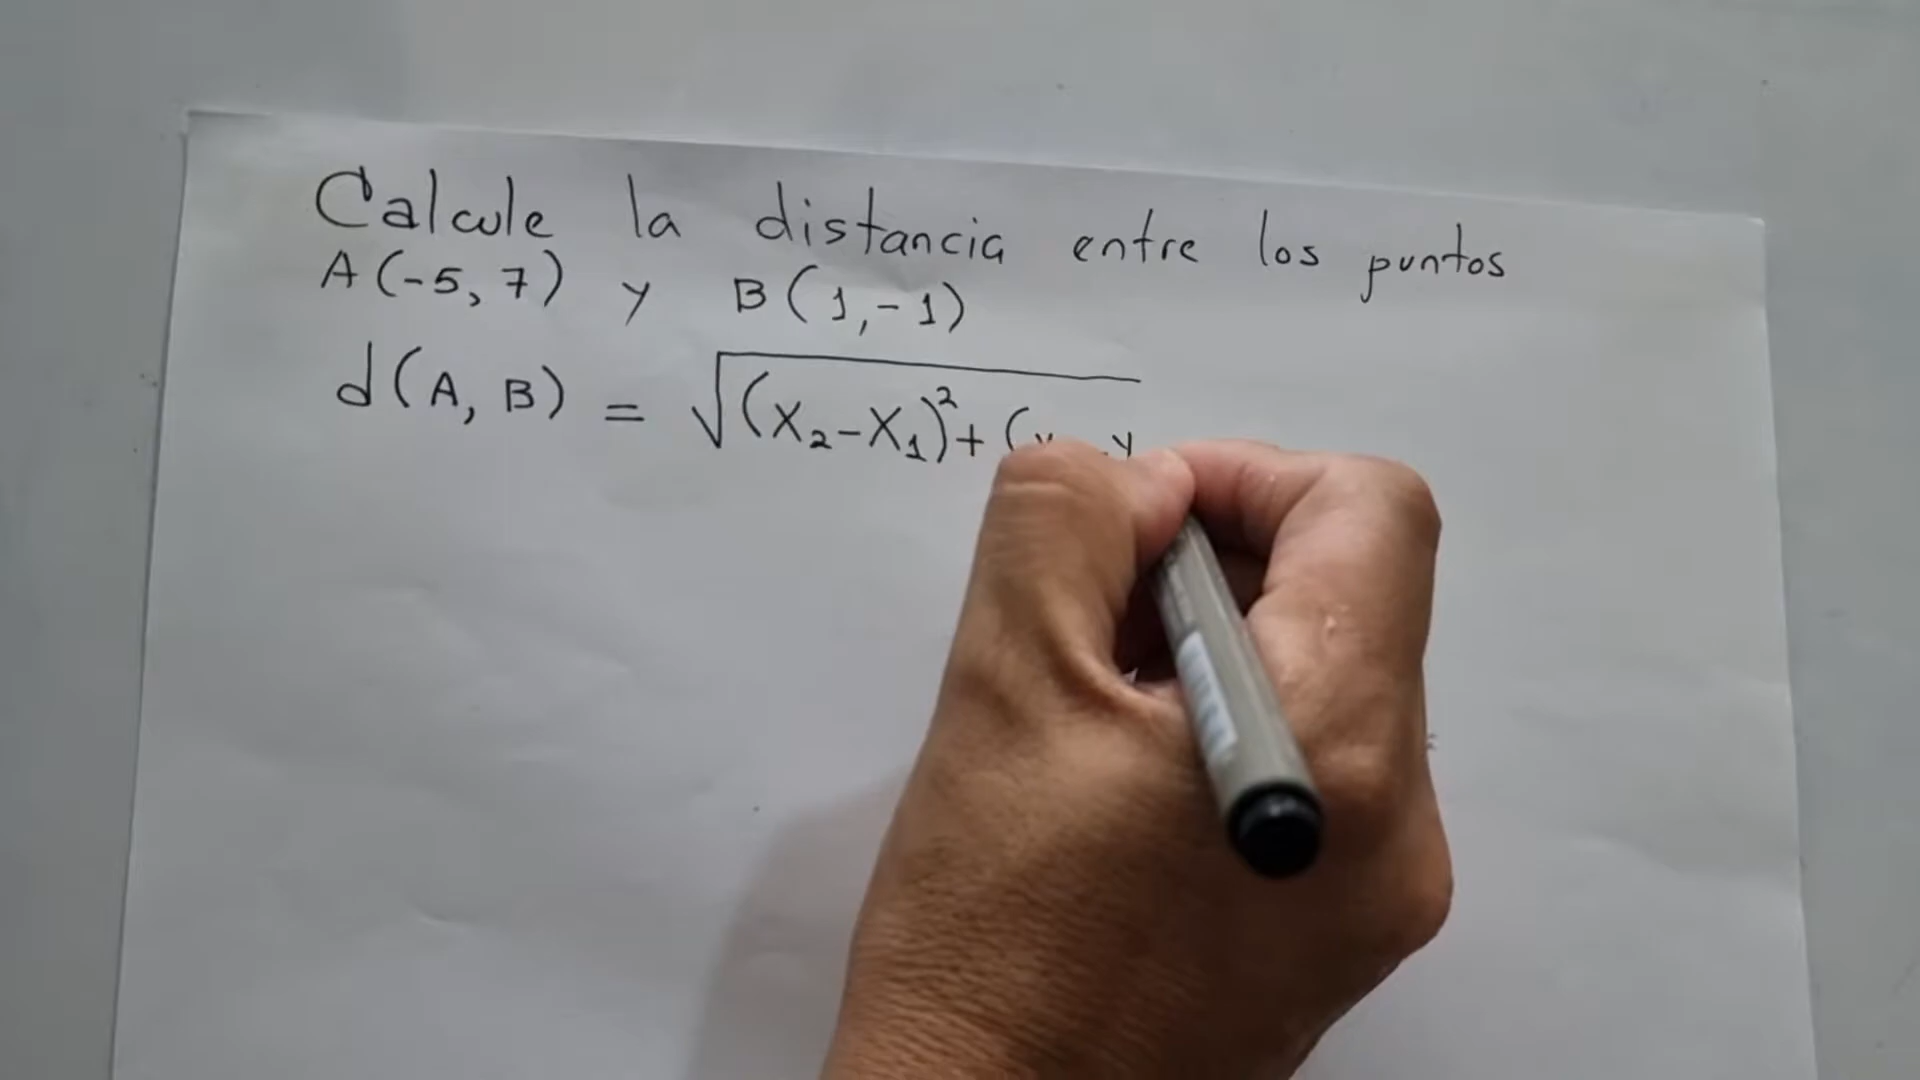 Calcule la distancia entre los puntos
A(-5, 7) y B(1,-1)
d(A, B) = √(X₂-X₁)²+ (y - y